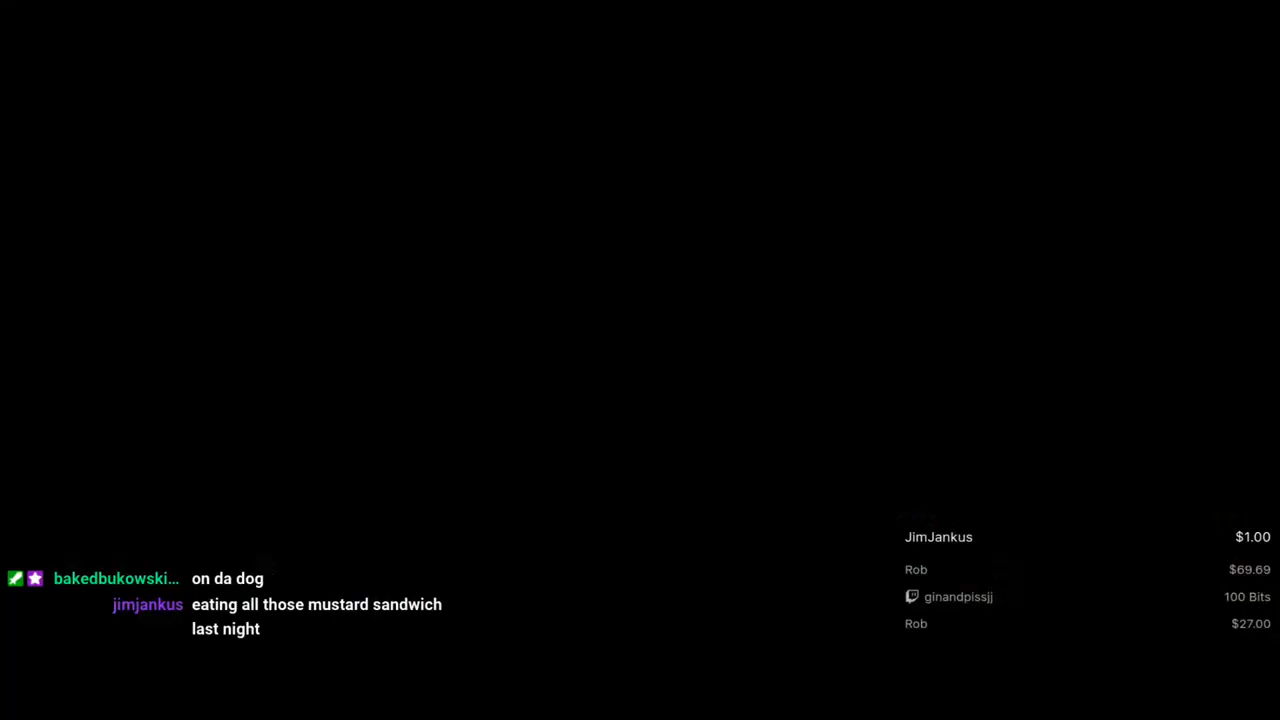 JimJankus $1.00
Rob $69.69
ginandpissjj 100 Bits
Rob $27.00
bakedbukowski... on da dog
jimjankus eating all those mustard sandwich
last night